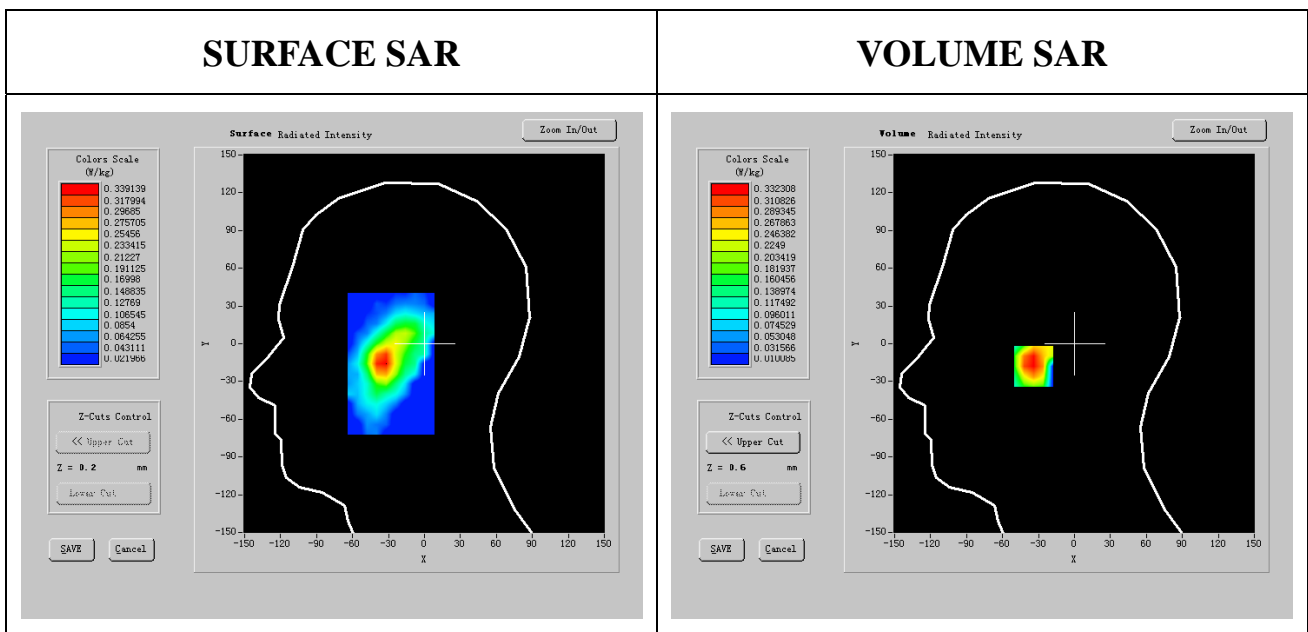 SURFACE SAR
VOLUME SAR
Surface Radiated Intensity
Zoom In/Out
Colors Scale
(W/kg)
0.339139
0.317994
0.29685
0.275705
0.25456
0.233415
0.21227
0.191125
0.16998
0.148835
0.12769
0.106545
0.0854
0.064255
0.043111
0.021966
Z-Cuts Control
<< Upper Cut
Z = 0.2 mm
Lower Cut
SAVE Cancel
150
120
90
60
30
0
-30
-60
-90
-120
-150
Y
-150 -120 -90 -60 -30 0 30 60 90 120 150
X
Volume Radiated Intensity
Zoom In/Out
Colors Scale
(W/kg)
0.332308
0.310826
0.289345
0.267863
0.246382
0.2249
0.203419
0.181937
0.160456
0.138974
0.117492
0.096011
0.074529
0.053048
0.031566
0.010085
Z-Cuts Control
<< Upper Cut
Z = 0.6 mm
Lower Cut
SAVE Cancel
150
120
90
60
30
0
-30
-60
-90
-120
-150
Y
-150 -120 -90 -60 -30 0 30 60 90 120 150
X